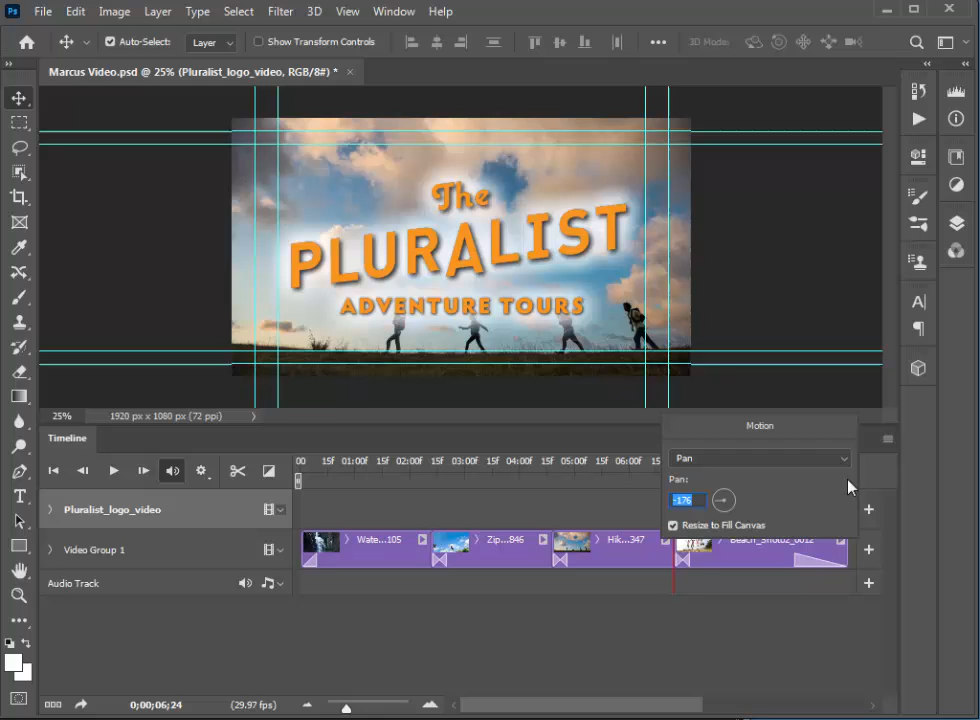 Ps File Edit Image Layer Type Select Filter 3D View Window Help
Auto-Select: Layer Show Transform Controls 3D Mode:
Marcus Video.psd @ 25% (Pluralist_logo_video, RGB/8#) *
The
PLURALIST
ADVENTURE TOURS
25% 1920 px x 1080 px (72 ppi)
Timeline
Motion
Pan
Pan:
-176
Resize to Fill Canvas
00 15f 01:00f 15f 02:00f 15f 03:00f 15f 04:00f 15f 05:00f 15f 06:00f 15
Pluralist_logo_video
Video Group 1
Wate...105 Zip...846 Hik...647 Beach_Shot02_0012
Audio Track
0;00;06;24 (29.97 fps)